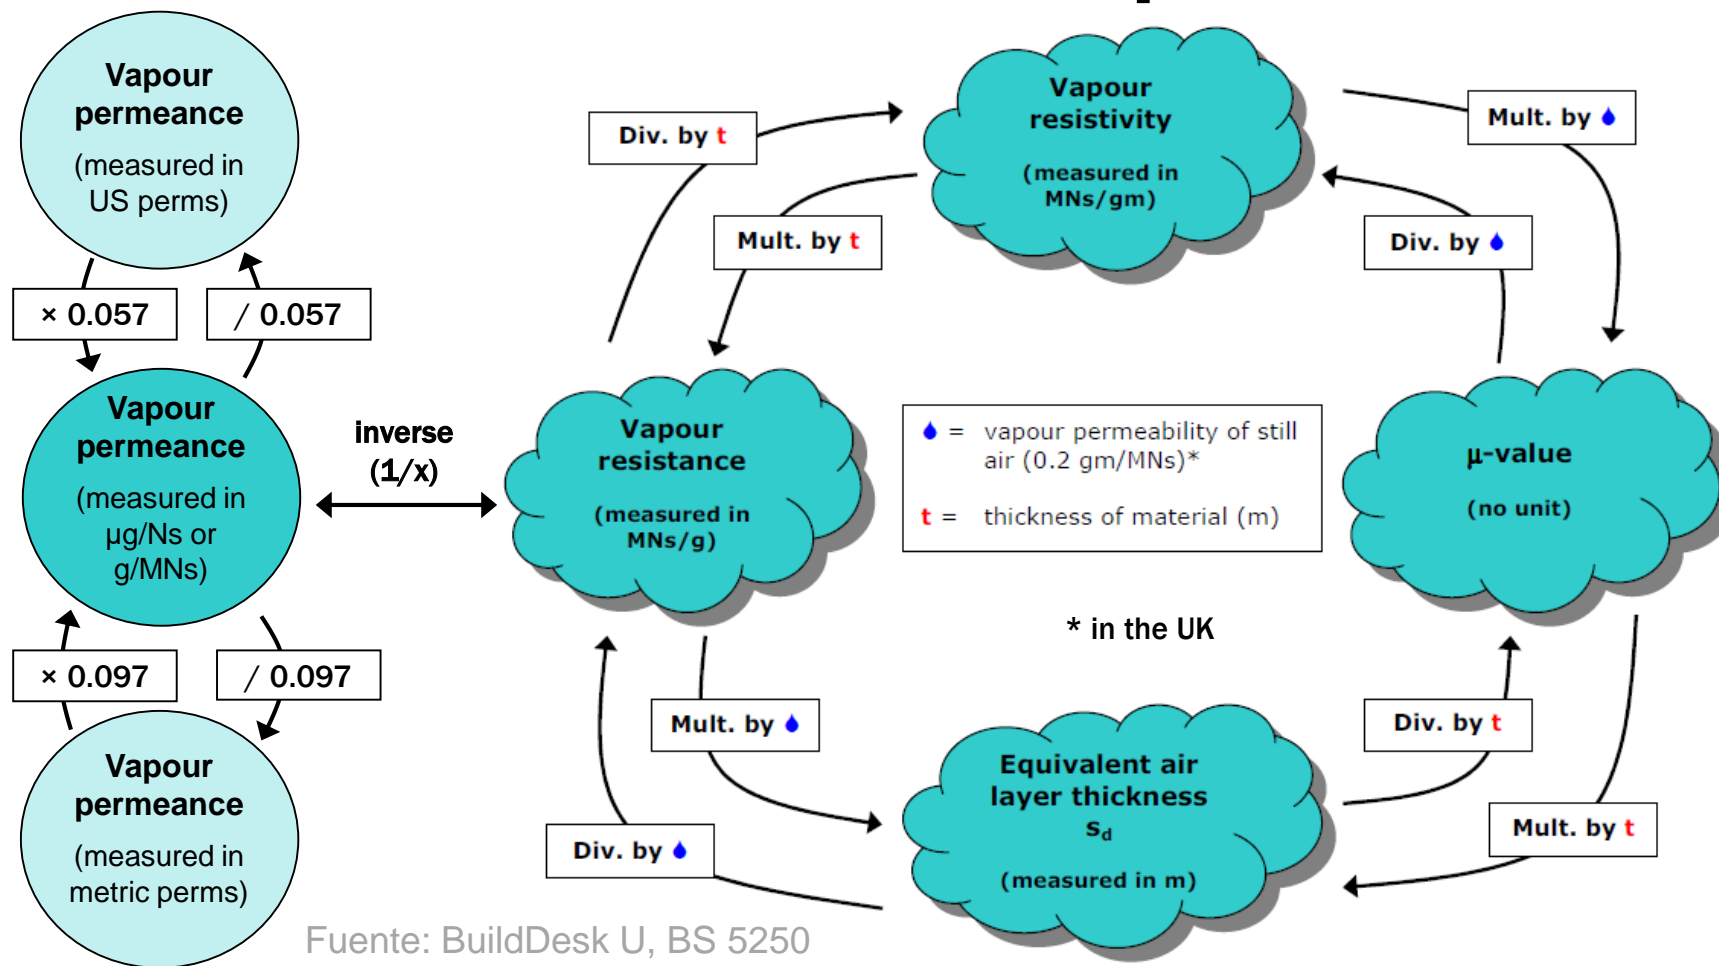 Vapour
permeance
(measured in
US perms)
× 0.057
/ 0.057
Vapour
permeance
(measured in
µg/Ns or
g/MNs)
× 0.097
/ 0.097
Vapour
permeance
(measured in
metric perms)
inverse
(1/x)
Vapour
resistance
(measured in
MNs/g)
Div. by t
Mult. by t
Vapour
resistivity
(measured in
MNs/gm)
Mult. by
Div. by
= vapour permeability of still
air (0.2 gm/MNs)*
t = thickness of material (m)
* in the UK
µ-value
(no unit)
Mult. by
Div. by
Equivalent air
layer thickness
sd
(measured in m)
Div. by t
Mult. by t
Fuente: BuildDesk U, BS 5250